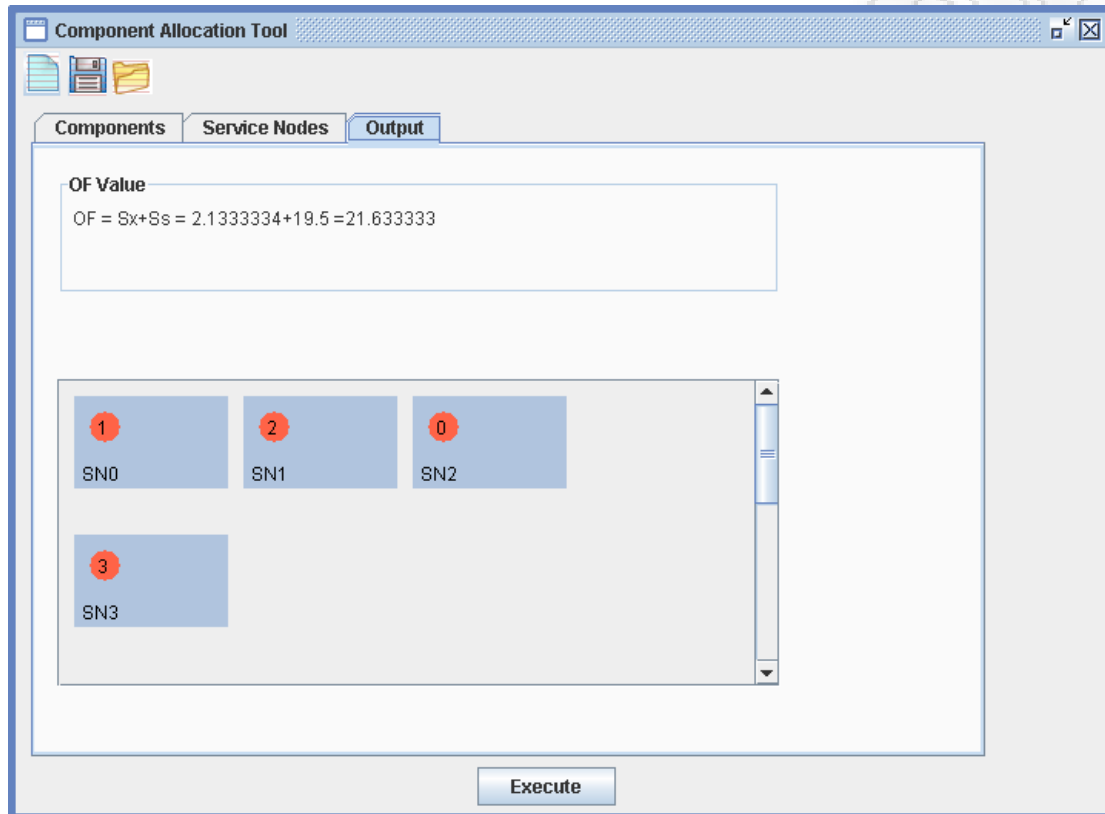 Component Allocation Tool
Components Service Nodes Output
OF Value
OF = Sx+Ss = 2.1333334+19.5 =21.633333
1 2 0
SN0 SN1 SN2
3
SN3
Execute